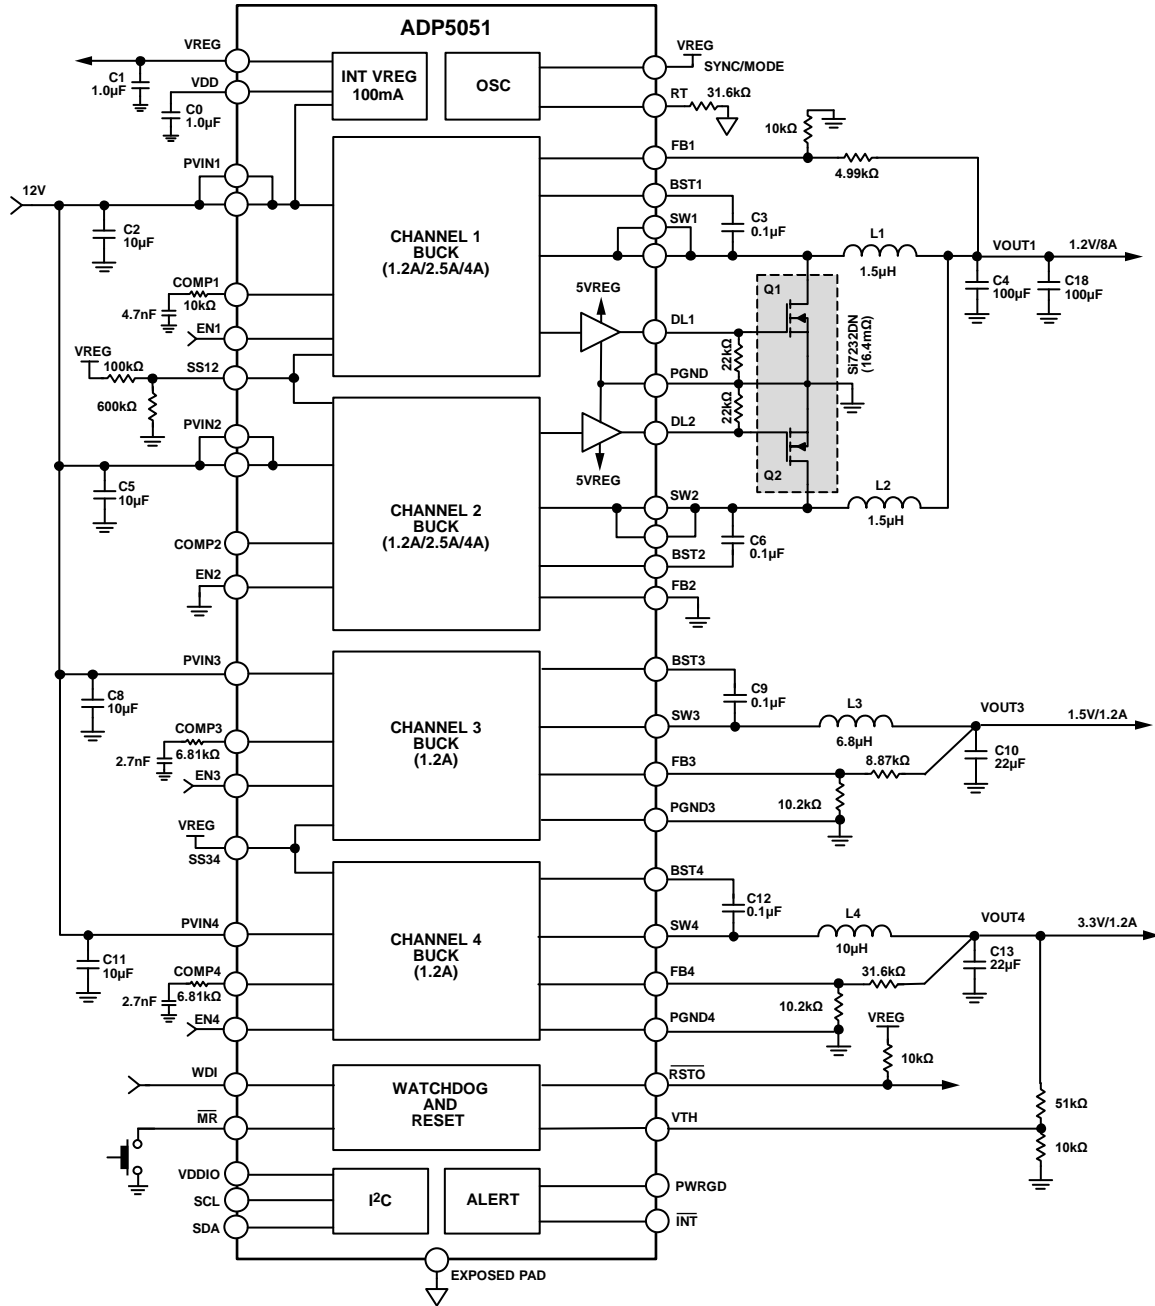 ADP5051
VREG
C1
1.0µF
VDD
C0
1.0µF
INT VREG
100mA
OSC
VREG
SYNC/MODE
RT
31.6kΩ
12V
PVIN1
C2
10µF
COMP1
10kΩ
4.7nF
EN1
VREG
100kΩ
SS12
600kΩ
CHANNEL 1
BUCK
(1.2A/2.5A/4A)
FB1
10kΩ
4.99kΩ
BST1
SW1
C3
0.1µF
L1
1.5µH
VOUT1
1.2V/8A
C4
100µF
C18
100µF
5VREG
DL1
22kΩ
PGND
22kΩ
DL2
5VREG
Q1
Si7232DN
(16.4mΩ)
Q2
PVIN2
C5
10µF
COMP2
EN2
CHANNEL 2
BUCK
(1.2A/2.5A/4A)
SW2
L2
1.5µH
C6
0.1µF
BST2
FB2
PVIN3
C8
10µF
COMP3
6.81kΩ
2.7nF
EN3
VREG
SS34
CHANNEL 3
BUCK
(1.2A)
BST3
C9
0.1µF
SW3
L3
6.8µH
VOUT3
1.5V/1.2A
C10
22µF
FB3
8.87kΩ
10.2kΩ
PGND3
PVIN4
C11
10µF
COMP4
6.81kΩ
2.7nF
EN4
CHANNEL 4
BUCK
(1.2A)
BST4
C12
0.1µF
SW4
L4
10µH
VOUT4
3.3V/1.2A
C13
22µF
FB4
31.6kΩ
10.2kΩ
PGND4
VREG
10kΩ
WDI
MR
WATCHDOG
AND
RESET
RSTO
VTH
51kΩ
10kΩ
VDDIO
SCL
SDA
I²C
ALERT
PWRGD
INT
EXPOSED PAD